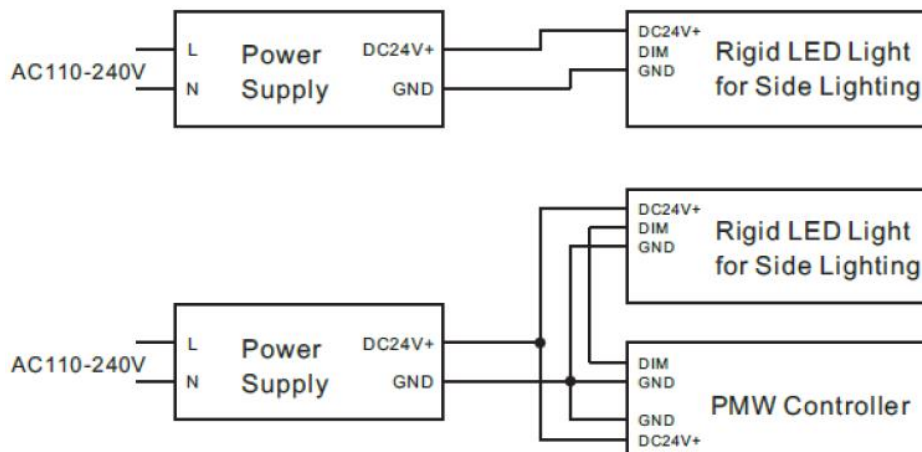 AC110-240V
L
N
Power
Supply
DC24V+
GND
DC24V+
DIM
GND
Rigid LED Light
for Side Lighting
DC24V+
DIM
GND
Rigid LED Light
for Side Lighting
AC110-240V
L
N
Power
Supply
DC24V+
GND
DIM
GND
GND
DC24V+
PMW Controller